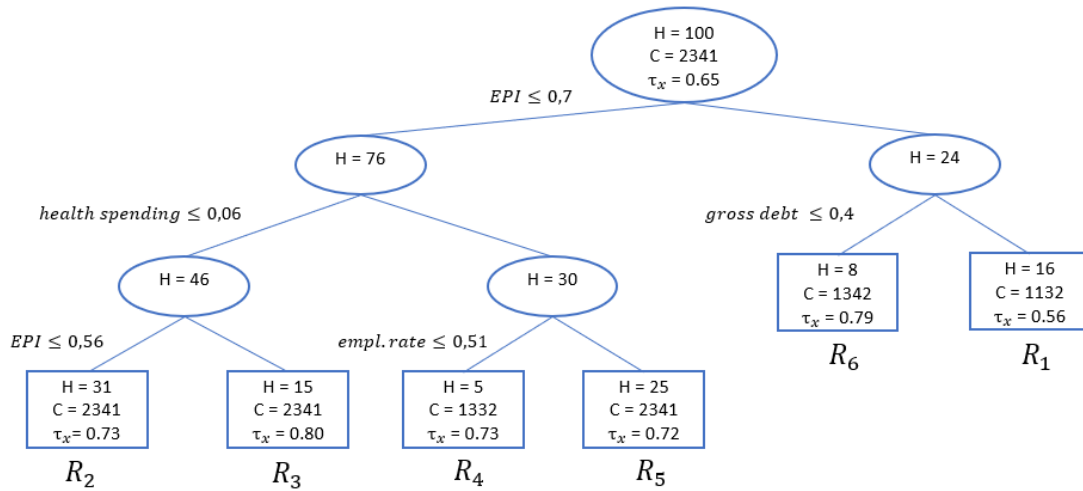 H = 100
C = 2341
τₓ = 0.65
EPI ≤ 0,7
H = 76
H = 24
health spending ≤ 0,06
gross debt ≤ 0,4
H = 46
H = 30
H = 8
C = 1342
τₓ = 0.79
R₆
H = 16
C = 1132
τₓ = 0.56
R₁
EPI ≤ 0,56
empl. rate ≤ 0,51
H = 31
C = 2341
τₓ= 0.73
R₂
H = 15
C = 2341
τₓ = 0.80
R₃
H = 5
C = 1332
τₓ = 0.73
R₄
H = 25
C = 2341
τₓ = 0.72
R₅